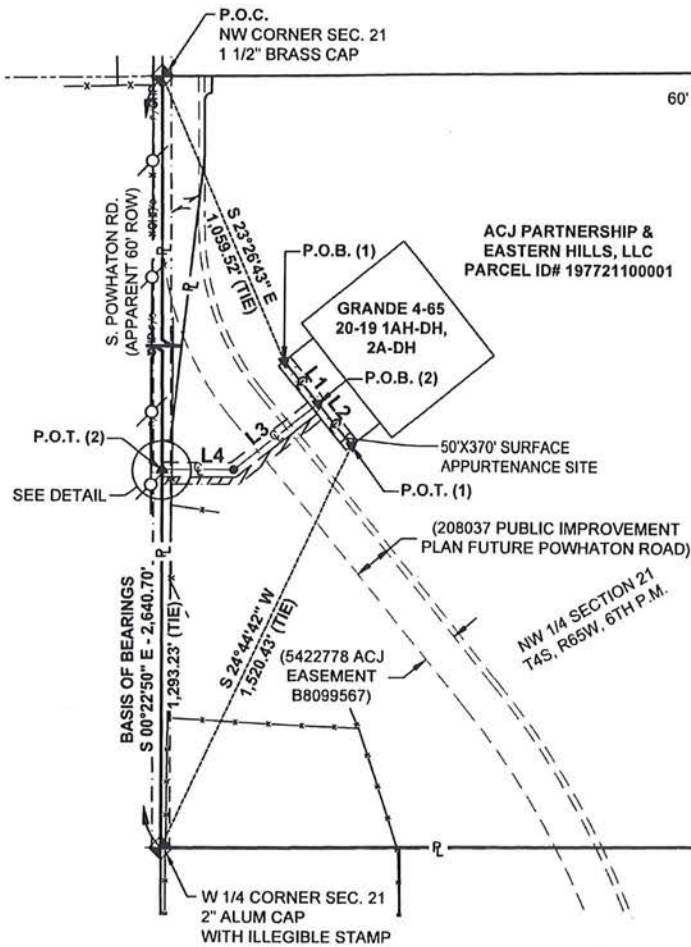 P.O.C.
NW CORNER SEC. 21
1 1/2" BRASS CAP
60'
S. POWHATON RD.
(APPARENT 60' ROW)
S 23°26'43" E
1,059.52' (TIE)
P.O.B. (1)
ACJ PARTNERSHIP &
EASTERN HILLS, LLC
PARCEL ID# 197721100001
GRANDE 4-65
20-19 1AH-DH,
2A-DH
L1
P.O.B. (2)
L2
L3
P.O.T. (2)
L4
50'X370' SURFACE
APPURTENANCE SITE
SEE DETAIL
P.O.T. (1)
(208037 PUBLIC IMPROVEMENT
PLAN FUTURE POWHATON ROAD)
NW 1/4 SECTION 21
T4S, R65W, 6TH P.M.
BASIS OF BEARINGS
S 00°22'50" E - 2,640.70'
1,293.23' (TIE)
S 24°44'42" W
1,520.43' (TIE)
(5422778 ACJ
EASEMENT
B8099567)
W 1/4 CORNER SEC. 21
2" ALUM CAP
WITH ILLEGIBLE STAMP